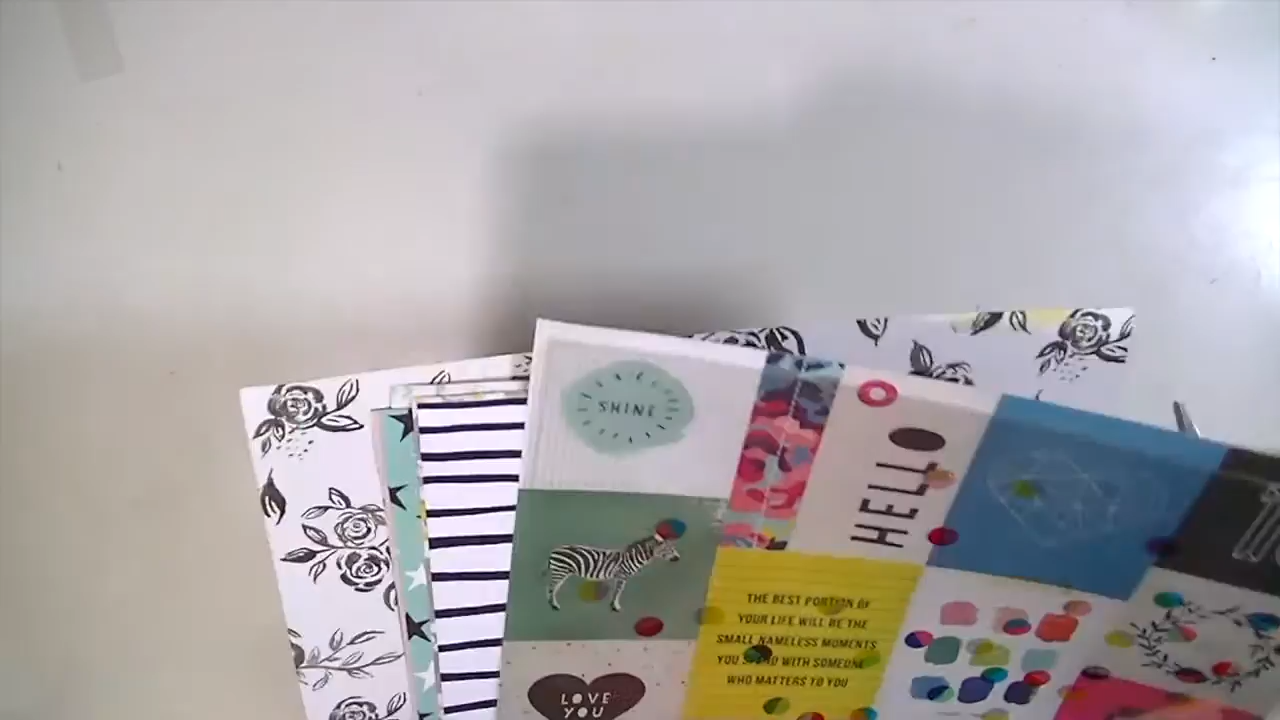 SHINE
HELLO
THE BEST PORTION OF
YOUR LIFE WILL BE THE
SMALL NAMELESS MOMENTS
YOU SPEND WITH SOMEONE
WHO MATTERS TO YOU
LOVE
YOU